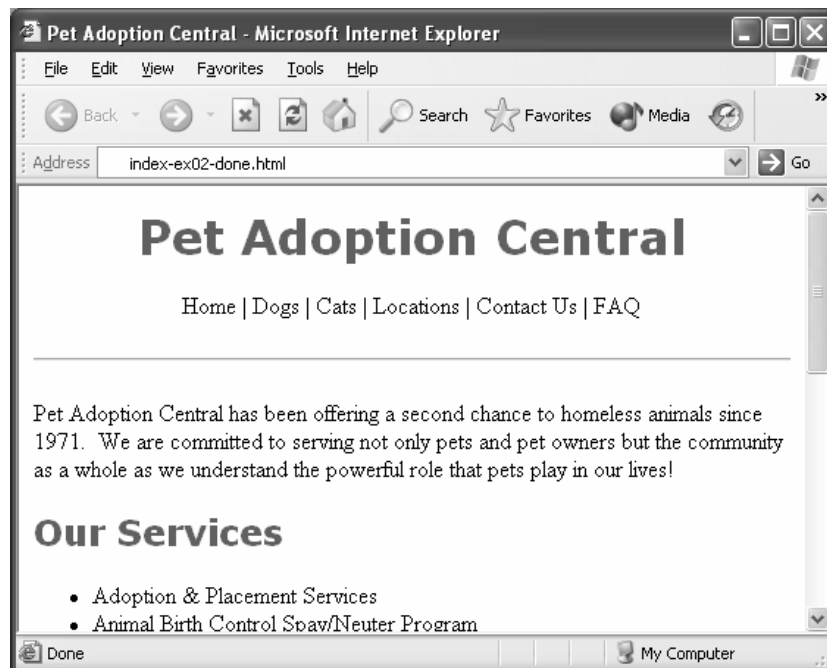 Pet Adoption Central - Microsoft Internet Explorer
File Edit View Favorites Tools Help
Back Search Favorites Media »
Address index-ex02-done.html Go
Pet Adoption Central
Home | Dogs | Cats | Locations | Contact Us | FAQ
Pet Adoption Central has been offering a second chance to homeless animals since
1971. We are committed to serving not only pets and pet owners but the community
as a whole as we understand the powerful role that pets play in our lives!
Our Services
• Adoption & Placement Services
• Animal Birth Control Spay/Neuter Program
Done My Computer